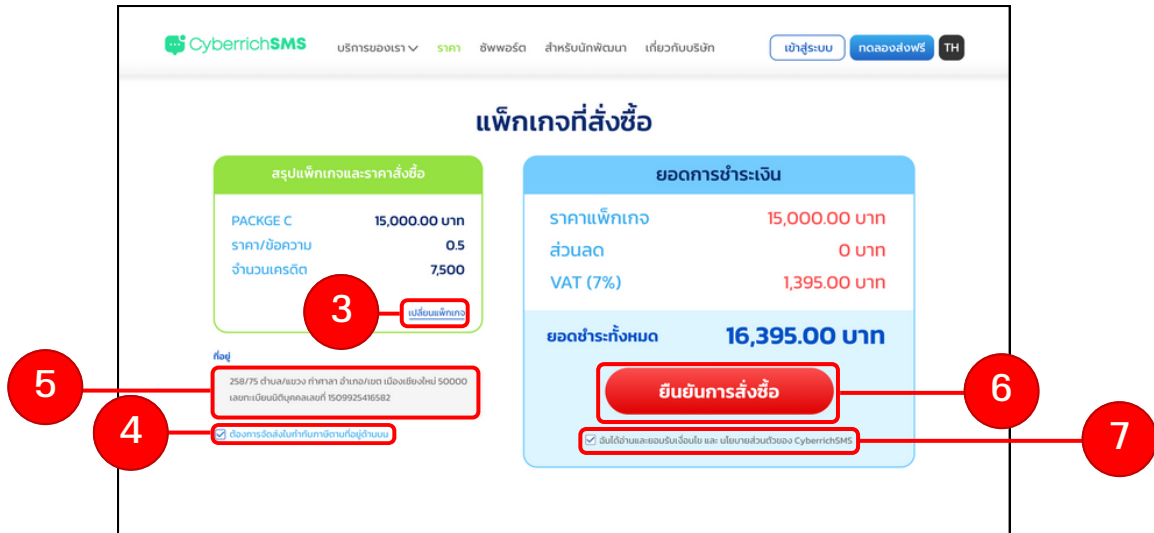 CyberrichSMS บริการของเรา ราคา ซัพพอร์ต สำหรับนักพัฒนา เกี่ยวกับบริษัท เข้าสู่ระบบ ทดลองส่งฟรี TH
แพ็กเกจที่สั่งซื้อ
สรุปแพ็กเกจและราคาสั่งซื้อ
PACKGE C 15,000.00 บาท
ราคา/ข้อความ 0.5
จำนวนเครดิต 7,500
3
เปลี่ยนแพ็กเกจ
ที่อยู่
5
258/75 ตำบล/แขวง ท่าศาลา อำเภอ/เขต เมืองเชียงใหม่ 50000
เลขทะเบียนนิติบุคคลเลขที่ 1509925416582
4
ต้องการจัดส่งใบกำกับภาษีตามที่อยู่ด้านบน
ยอดการชำระเงิน
ราคาแพ็กเกจ 15,000.00 บาท
ส่วนลด 0 บาท
VAT (7%) 1,395.00 บาท
ยอดชำระทั้งหมด 16,395.00 บาท
ยืนยันการสั่งซื้อ
6
ฉันได้อ่านและยอมรับเงื่อนไข และ นโยบายส่วนตัวของ CyberrichSMS
7